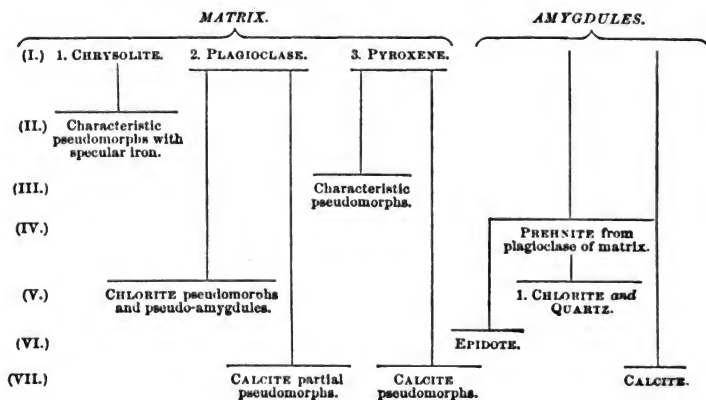 MATRIX.
AMYGDULES.
(I.) 1. CHRYSOLITE. 2. PLAGIOCLASE. 3. PYROXENE.
(II.) Characteristic
pseudomorphs with
specular iron.
(III.) Characteristic
pseudomorphs.
(IV.) PREHNITE from
plagioclase of matrix.
(V.) CHLORITE pseudomorphs
and pseudo-amygdules.
1. CHLORITE and
QUARTZ.
(VI.) EPIDOTE.
(VII.) CALCITE partial
pseudomorphs.
CALCITE
pseudomorphs.
CALCITE.